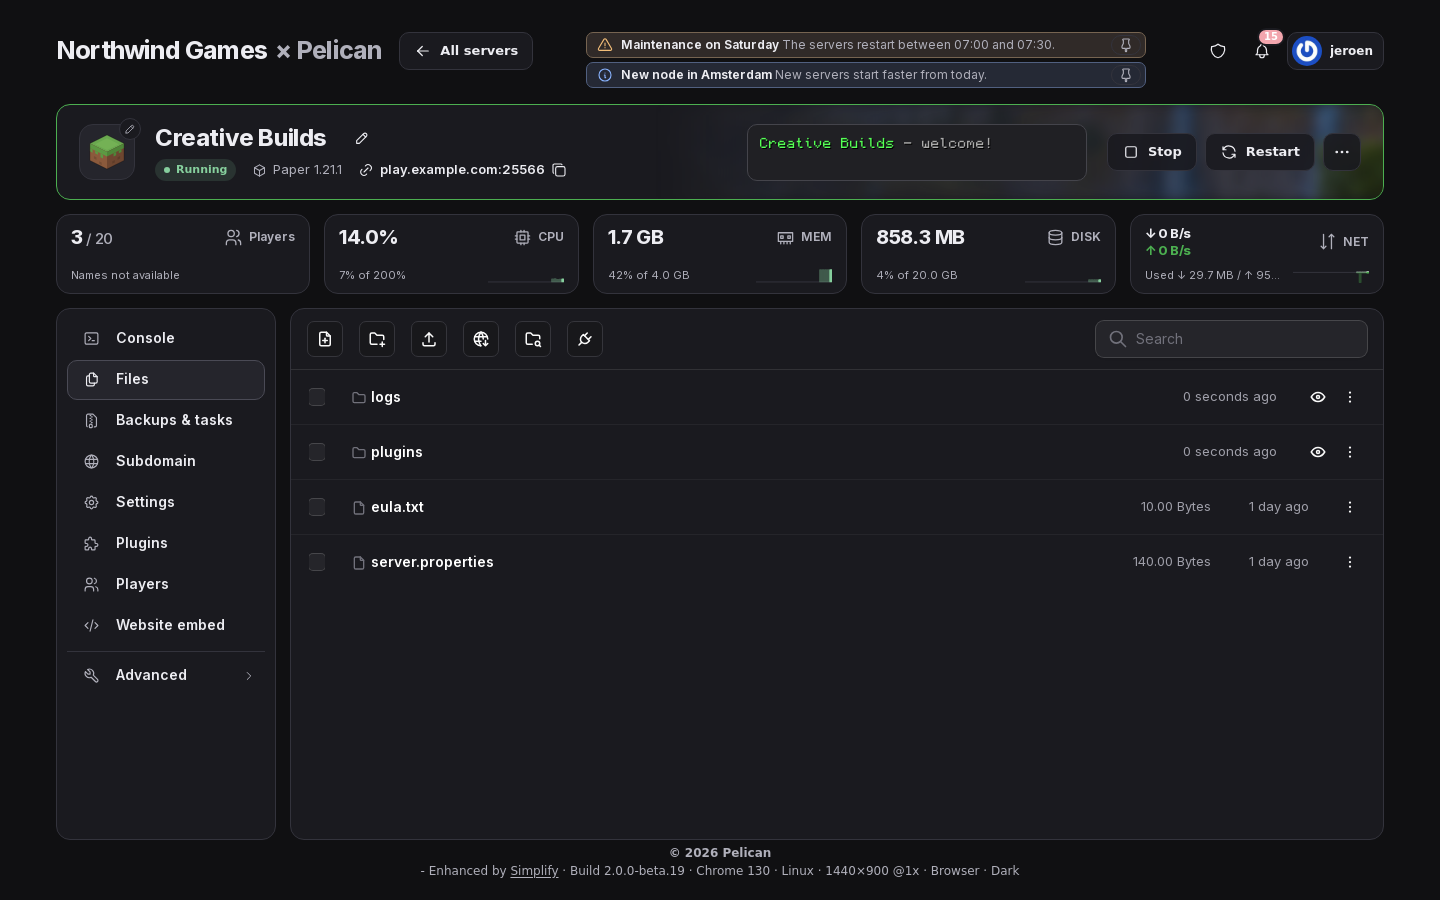 Northwind Games × Pelican
All servers
Maintenance on Saturday The servers restart between 07:00 and 07:30.
New node in Amsterdam New servers start faster from today.
15
jeroen
Creative Builds
Running
Paper 1.21.1
play.example.com:25566
Creative Builds – welcome!
Stop
Restart
3 / 20
Players
Names not available
14.0%
CPU
7% of 200%
1.7 GB
MEM
42% of 4.0 GB
858.3 MB
DISK
4% of 20.0 GB
↓ 0 B/s
↑ 0 B/s
NET
Used ↓ 29.7 MB / ↑ 95...
Console
Files
Backups & tasks
Subdomain
Settings
Plugins
Players
Website embed
Advanced
Search
logs
0 seconds ago
plugins
0 seconds ago
eula.txt
10.00 Bytes
1 day ago
server.properties
140.00 Bytes
1 day ago
© 2026 Pelican
- Enhanced by Simplify · Build 2.0.0-beta.19 · Chrome 130 · Linux · 1440×900 @1x · Browser · Dark